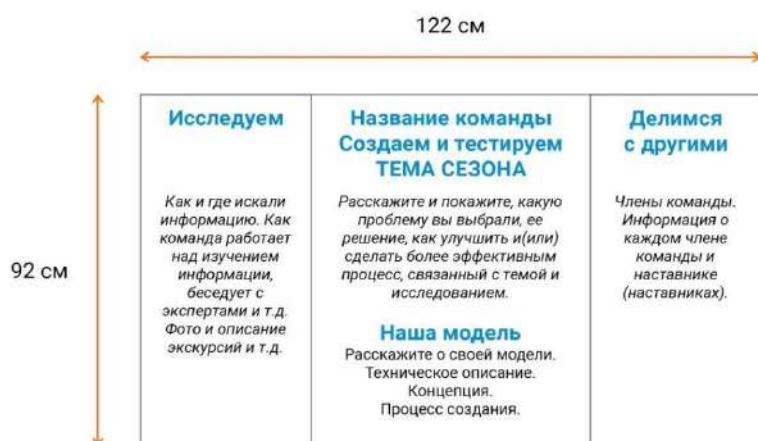 122 см
92 см
Исследуем
Как и где искали
информацию. Как
команда работает
над изучением
информации,
беседует с
экспертами и т.д.
Фото и описание
экскурсий и т.д.
Название команды
Создаем и тестируем
ТЕМА СЕЗОНА
Расскажите и покажите, какую
проблему вы выбрали, ее
решение, как улучшить и(или)
сделать более эффективным
процесс, связанный с темой и
исследованием.
Наша модель
Расскажите о своей модели.
Техническое описание.
Концепция.
Процесс создания.
Делимся
с другими
Члены команды.
Информация о
каждом члене
команды и
наставнике
(наставниках).